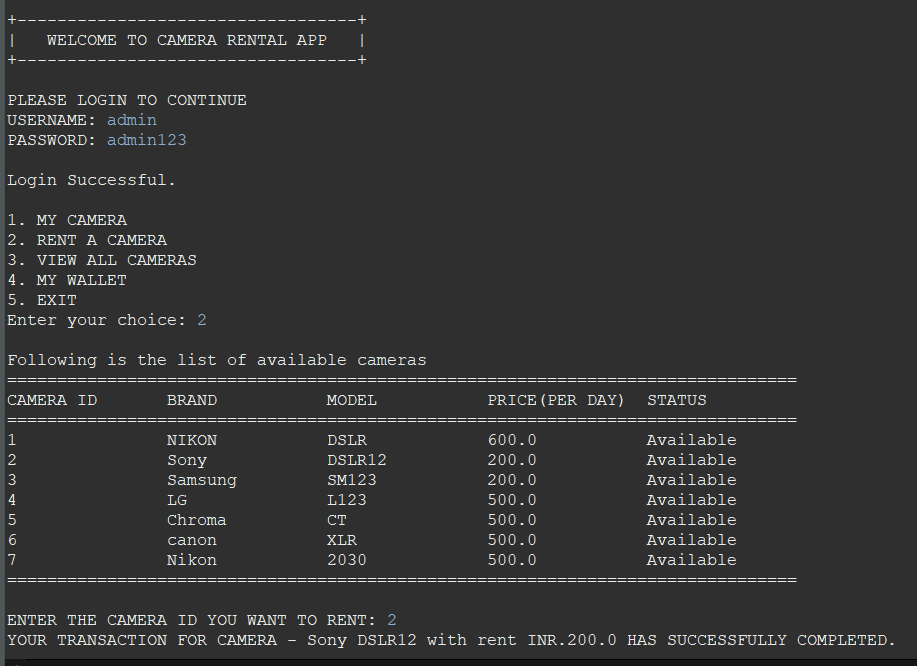 +----------------------------------+
|   WELCOME TO CAMERA RENTAL APP   |
+----------------------------------+
PLEASE LOGIN TO CONTINUE
USERNAME: admin
PASSWORD: admin123
Login Successful.
1. MY CAMERA
2. RENT A CAMERA
3. VIEW ALL CAMERAS
4. MY WALLET
5. EXIT
Enter your choice: 2
Following is the list of available cameras
===============================================================================
CAMERA ID       BRAND           MODEL           PRICE(PER DAY)  STATUS
===============================================================================
1               NIKON           DSLR            600.0           Available
2               Sony            DSLR12          200.0           Available
3               Samsung         SM123           200.0           Available
4               LG              L123            500.0           Available
5               Chroma          CT              500.0           Available
6               canon           XLR             500.0           Available
7               Nikon           2030            500.0           Available
===============================================================================
ENTER THE CAMERA ID YOU WANT TO RENT: 2
YOUR TRANSACTION FOR CAMERA - Sony DSLR12 with rent INR.200.0 HAS SUCCESSFULLY COMPLETED.